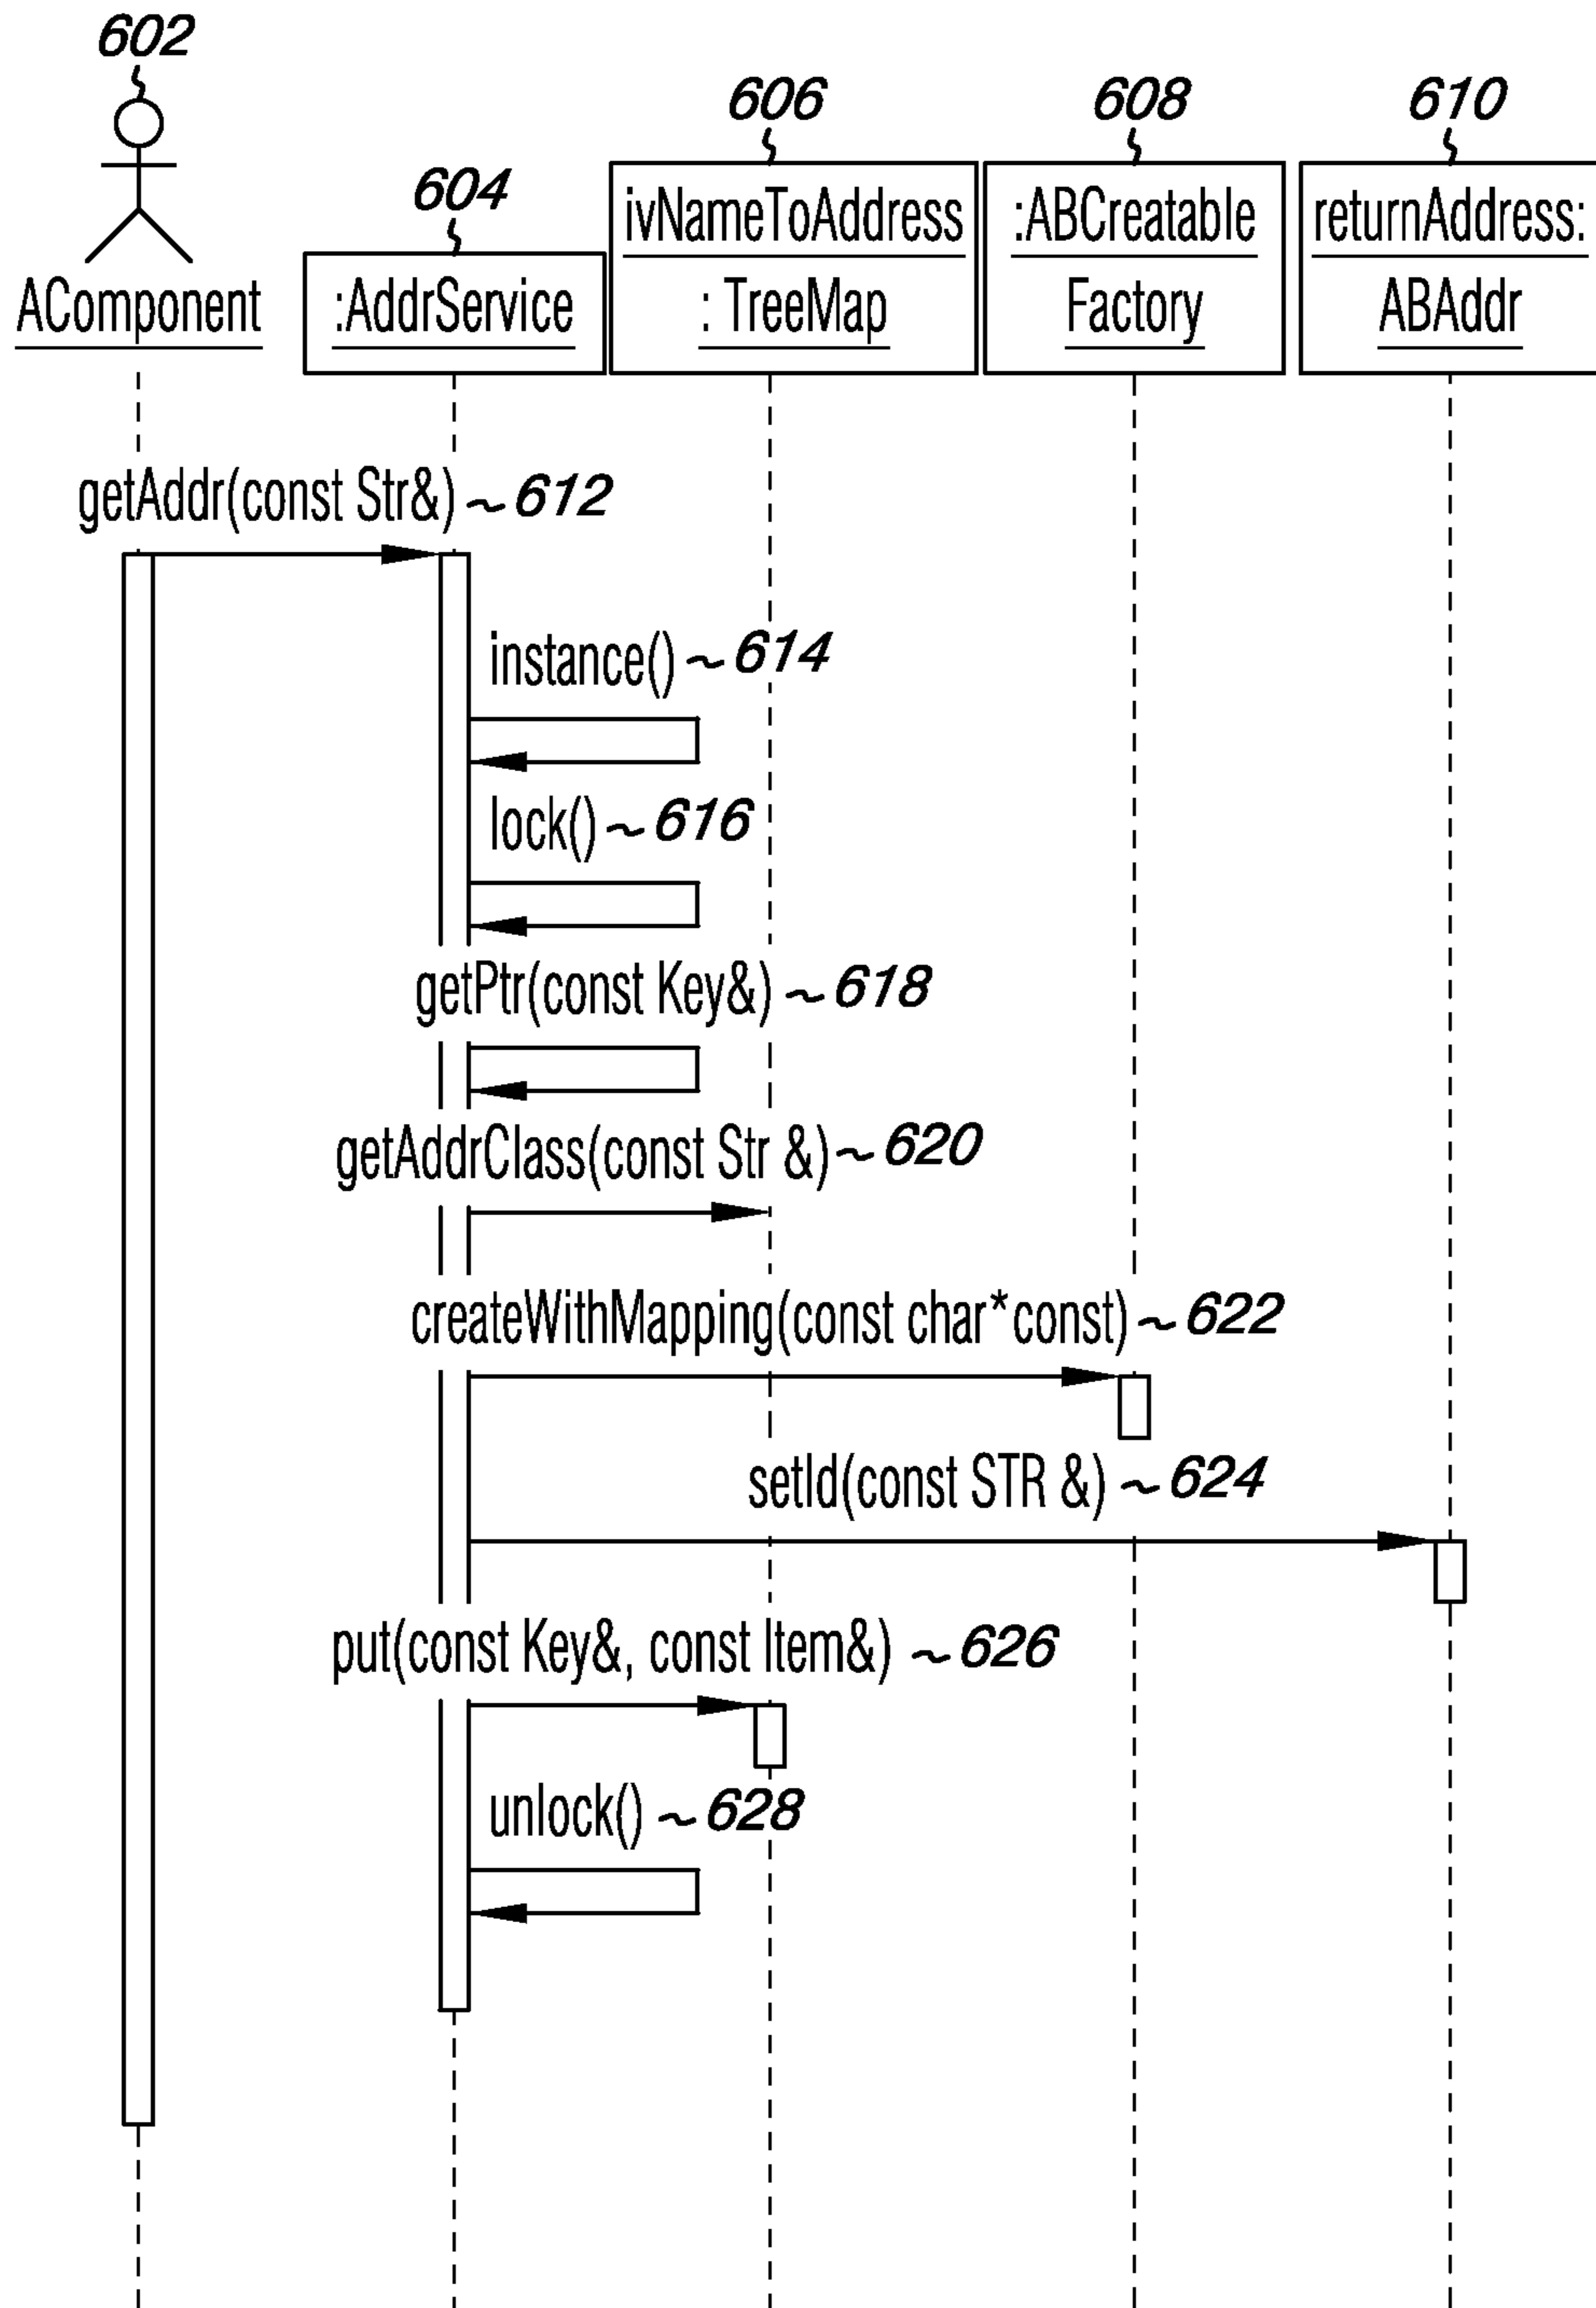 602
606
608
610
604
ivNameToAddress
: TreeMap
:ABCreatable
Factory
returnAddress:
ABAddr
AComponent
:AddrService
getAddr(const Str&) ~ 612
instance() ~ 614
lock() ~ 616
getPtr(const Key&) ~ 618
getAddrClass(const Str &) ~ 620
createWithMapping(const char*const) ~ 622
setId(const STR &) ~ 624
put(const Key&, const Item&) ~ 626
unlock() ~ 628